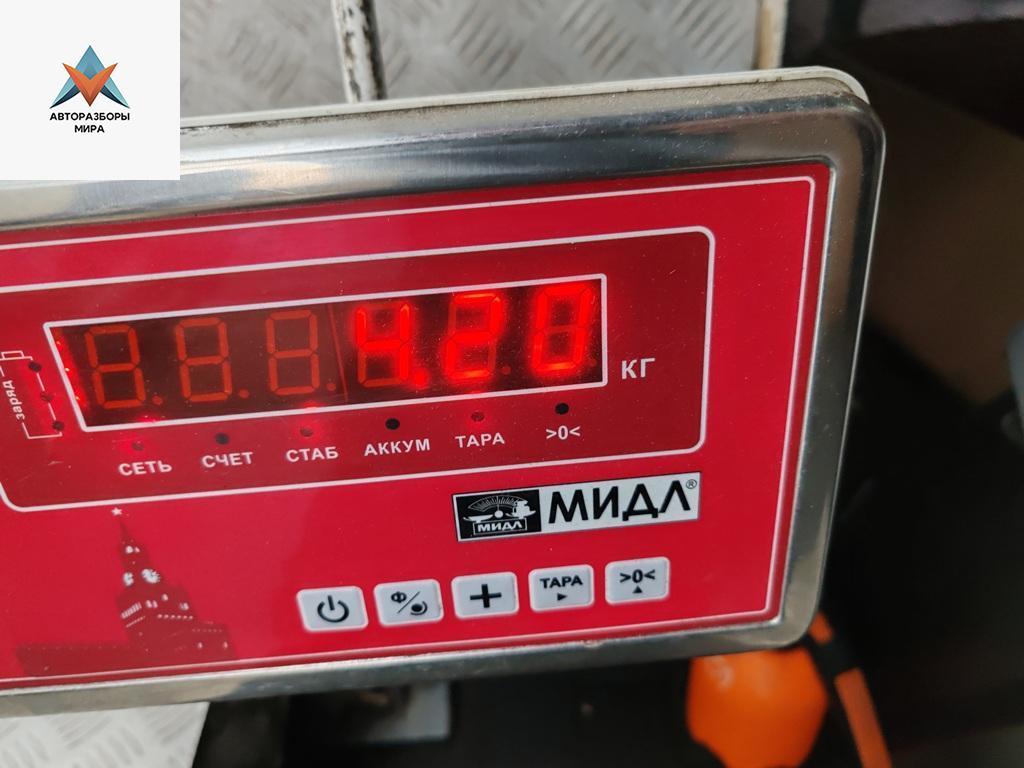 АВТОРАЗБОРЫ
МИРА
4.20
КГ
заряд
СЕТЬ СЧЕТ СТАБ АККУМ ТАРА >0<
МИДЛ МИДЛ®
Ф/ + ТАРА >0<